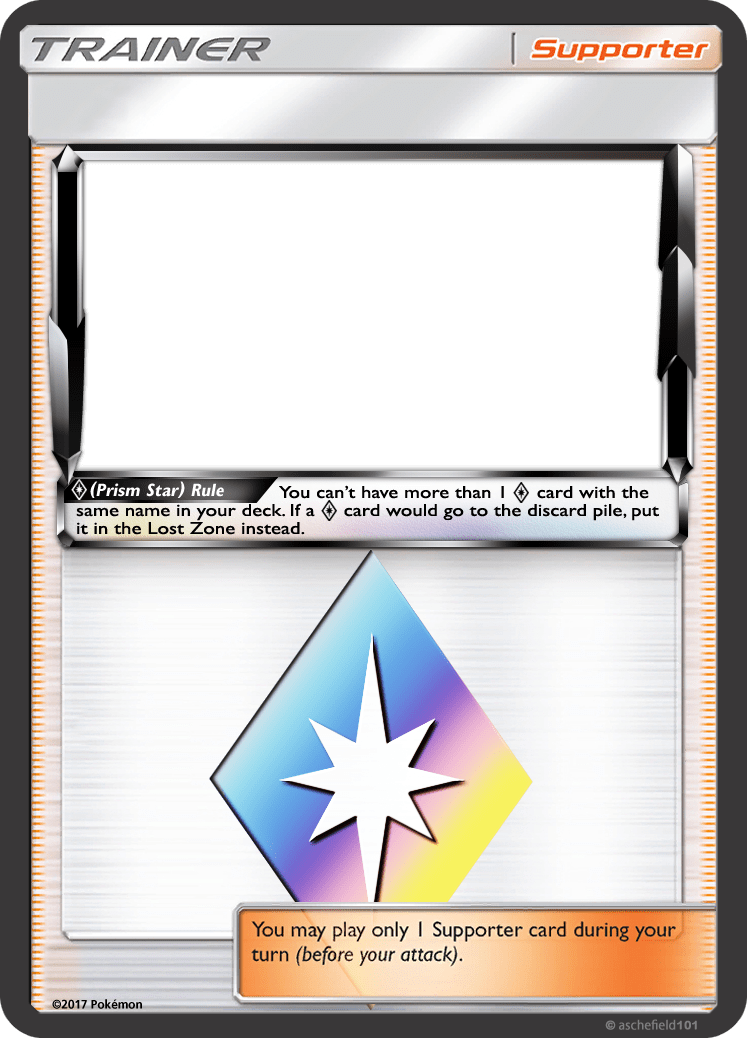 TRAINER | Supporter
(Prism Star) Rule You can't have more than 1 card with the
same name in your deck. If a card would go to the discard pile, put
it in the Lost Zone instead.
You may play only 1 Supporter card during your
turn (before your attack).
©2017 Pokémon
© aschefield101